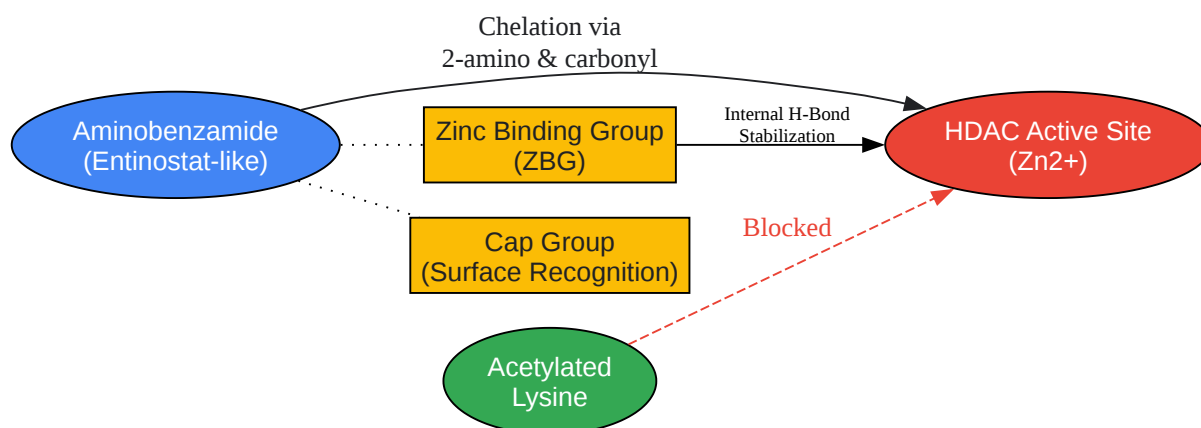 Chelation via
2-amino & carbonyl
Aminobenzamide
(Entinostat-like)
Zinc Binding Group
(ZBG)
Internal H-Bond
Stabilization
HDAC Active Site
(Zn2+)
Cap Group
(Surface Recognition)
Blocked
Acetylated
Lysine